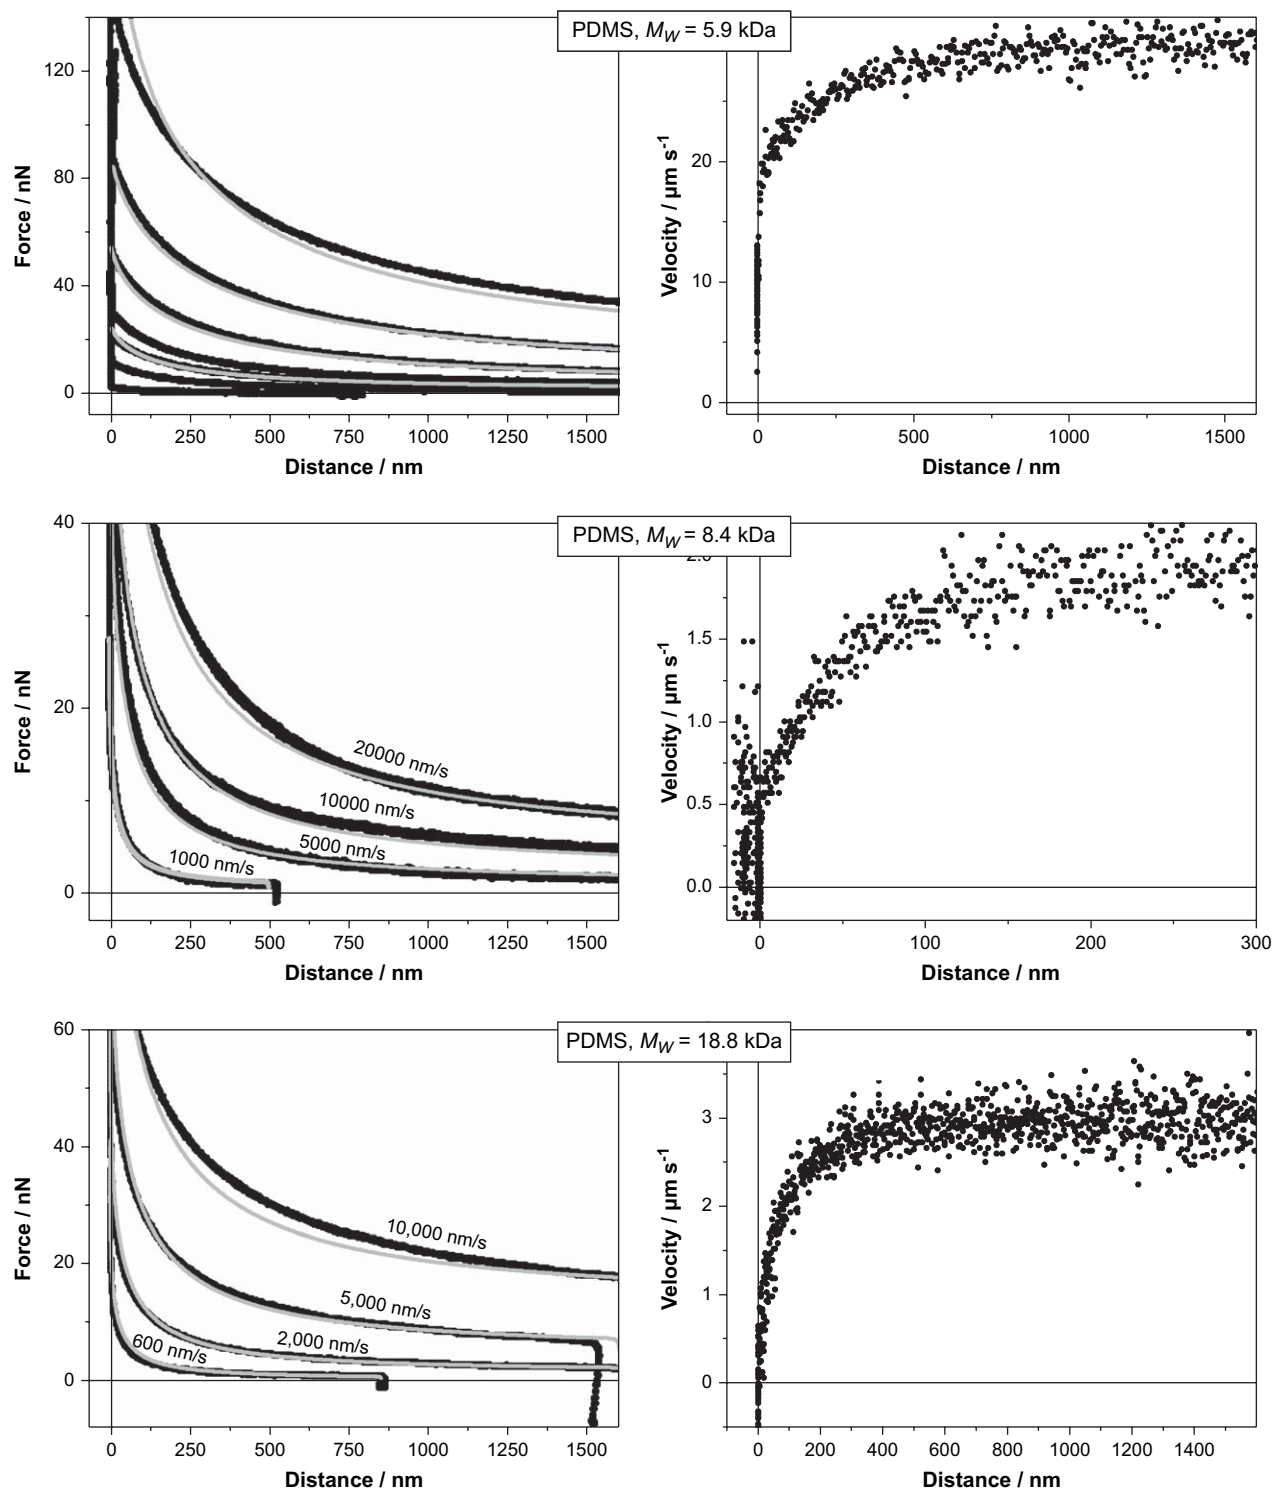 PDMS, M_W = 5.9 kDa
Force / nN
120
80
40
0
0 250 500 750 1000 1250 1500
Distance / nm
Velocity / µm s⁻¹
20
10
0
0 500 1000 1500
Distance / nm
PDMS, M_W = 8.4 kDa
Force / nN
40
20
0
20000 nm/s
10000 nm/s
5000 nm/s
1000 nm/s
0 250 500 750 1000 1250 1500
Distance / nm
Velocity / µm s⁻¹
2.0
1.5
1.0
0.5
0.0
0 100 200 300
Distance / nm
PDMS, M_W = 18.8 kDa
Force / nN
60
40
20
0
10,000 nm/s
5,000 nm/s
2,000 nm/s
600 nm/s
0 250 500 750 1000 1250 1500
Distance / nm
Velocity / µm s⁻¹
3
2
1
0
0 200 400 600 800 1000 1200 1400
Distance / nm